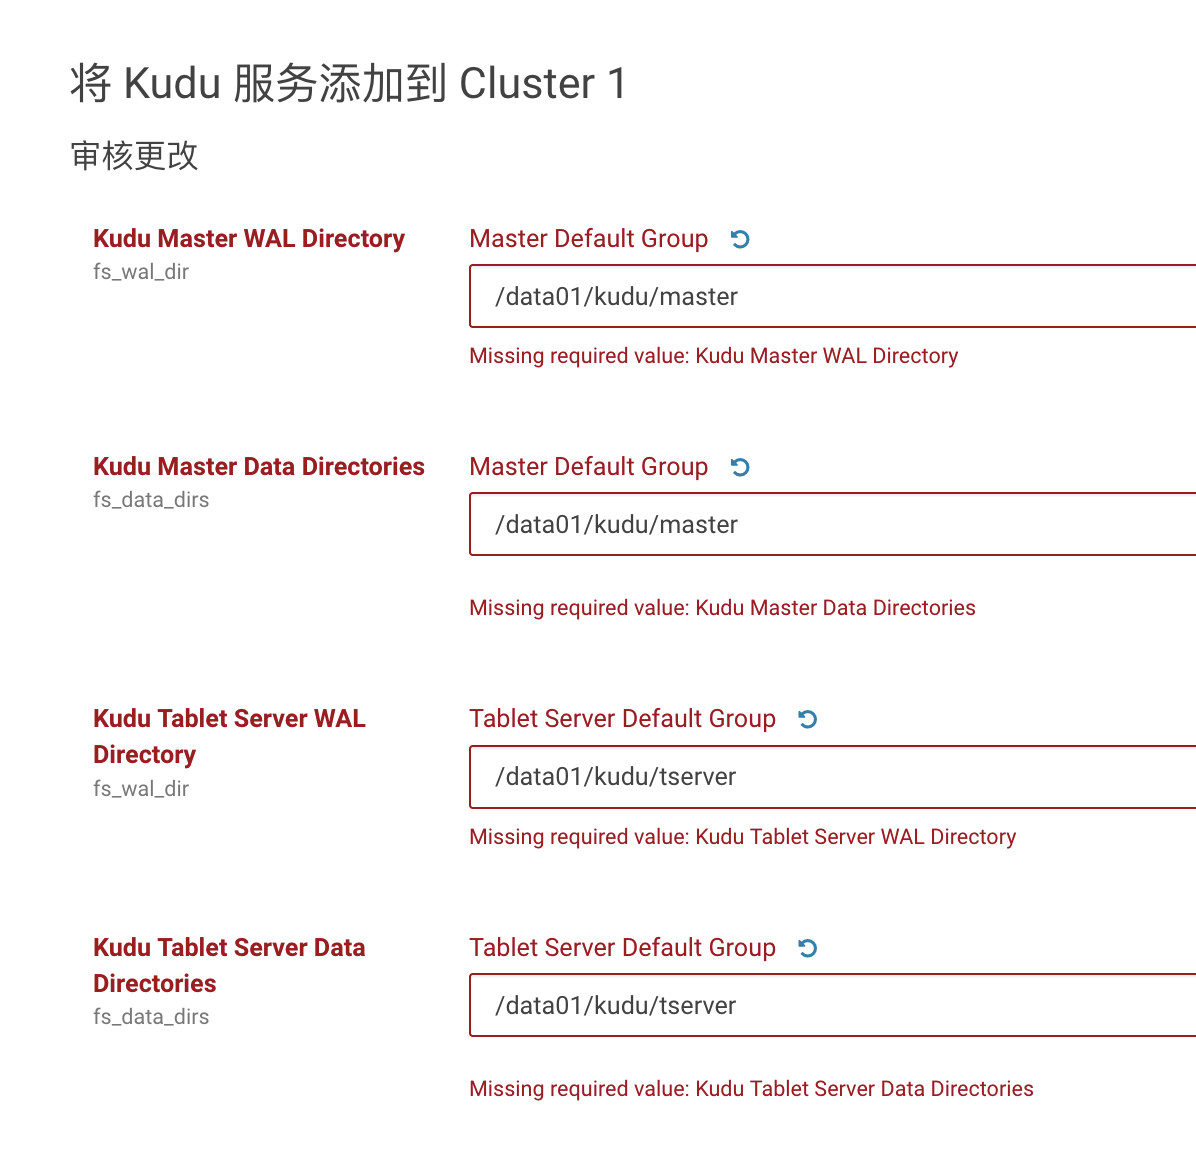 将 Kudu 服务添加到 Cluster 1
审核更改
Kudu Master WAL Directory
fs_wal_dir
Master Default Group
/data01/kudu/master
Missing required value: Kudu Master WAL Directory
Kudu Master Data Directories
fs_data_dirs
Master Default Group
/data01/kudu/master
Missing required value: Kudu Master Data Directories
Kudu Tablet Server WAL
Directory
fs_wal_dir
Tablet Server Default Group
/data01/kudu/tserver
Missing required value: Kudu Tablet Server WAL Directory
Kudu Tablet Server Data
Directories
fs_data_dirs
Tablet Server Default Group
/data01/kudu/tserver
Missing required value: Kudu Tablet Server Data Directories